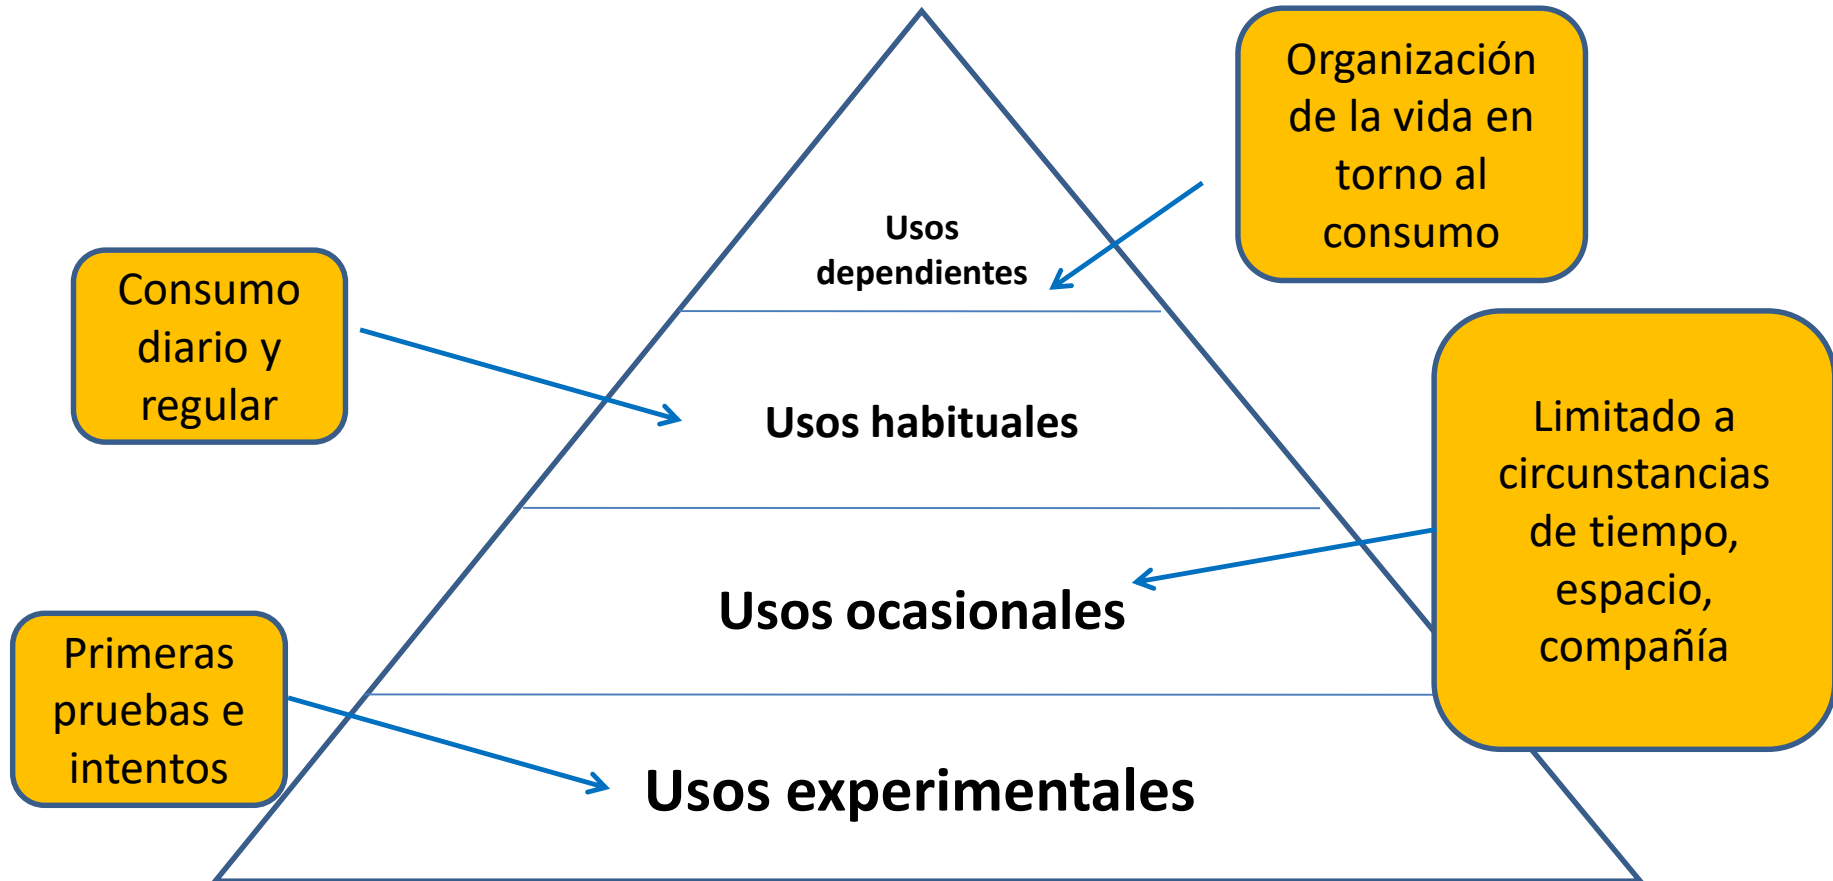 Organización
de la vida en
torno al
consumo
Usos
dependientes
Consumo
diario y
regular
Usos habituales
Limitado a
circunstancias
de tiempo,
espacio,
compañía
Usos ocasionales
Primeras
pruebas e
intentos
Usos experimentales